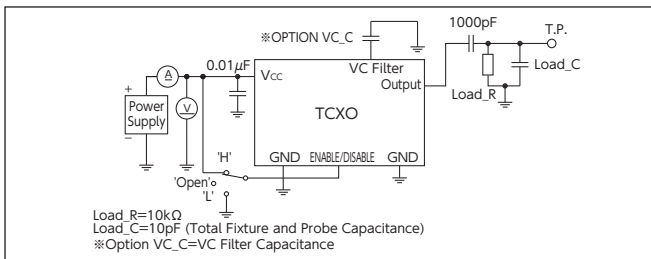 1000pF
T.P.
※OPTION VC_C
0.01μF
Vcc
VC Filter
Output
Load_C
Load_R
A
V
+
Power
Supply
−
TCXO
GND
ENABLE/DISABLE
GND
'H'
'Open'
'L'
Load_R=10kΩ
Load_C=10pF (Total Fixture and Probe Capacitance)
※Option VC_C=VC Filter Capacitance